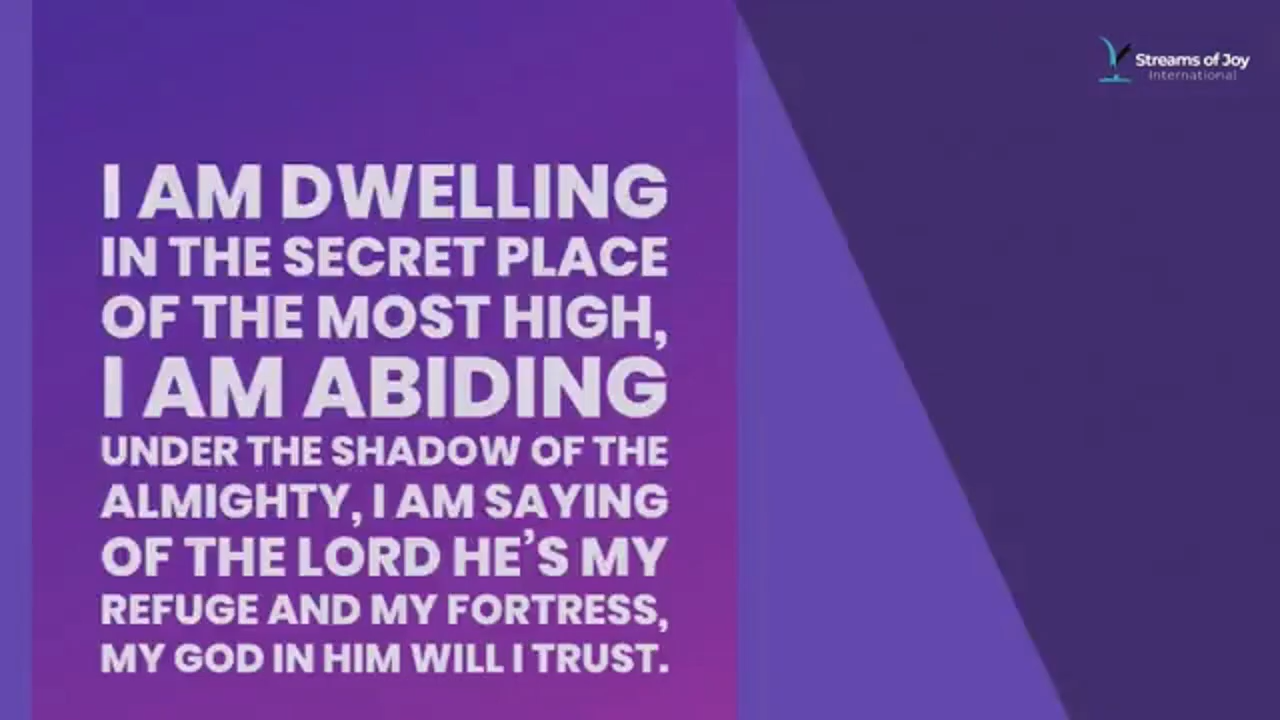 Streams of Joy
International
I AM DWELLING
IN THE SECRET PLACE
OF THE MOST HIGH,
I AM ABIDING
UNDER THE SHADOW OF THE
ALMIGHTY, I AM SAYING
OF THE LORD HE’S MY
REFUGE AND MY FORTRESS,
MY GOD IN HIM WILL I TRUST.